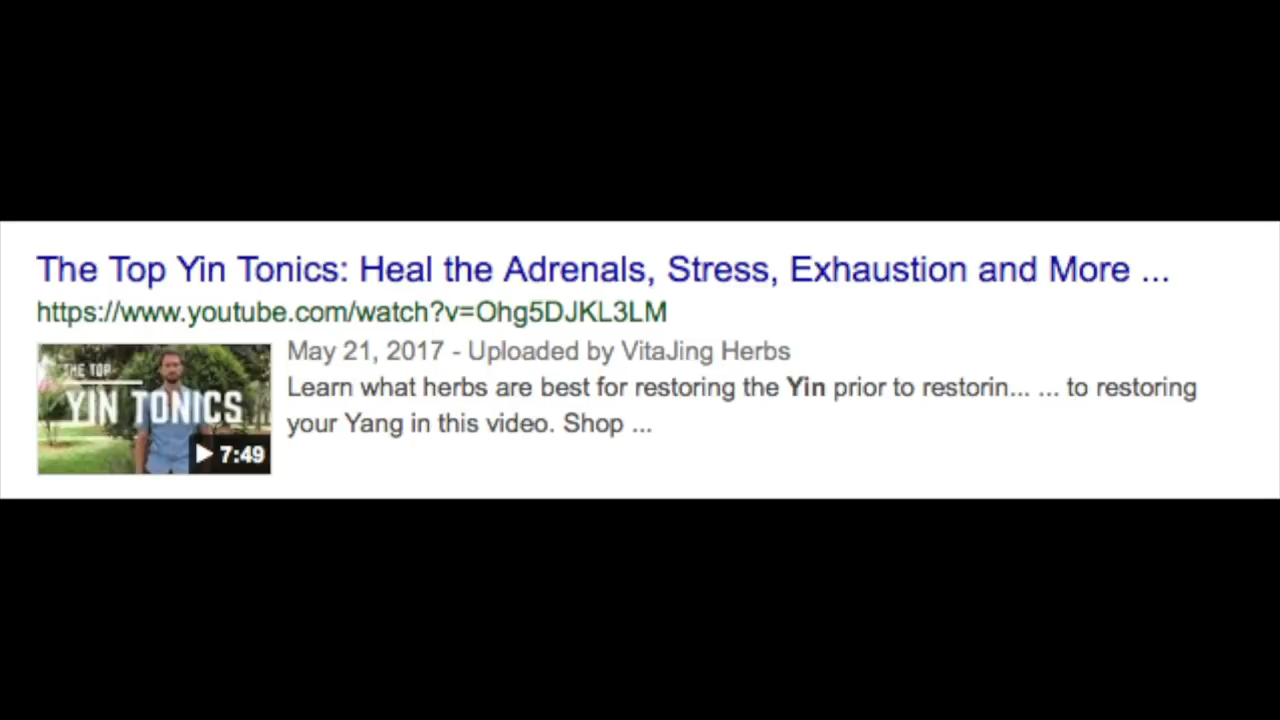 The Top Yin Tonics: Heal the Adrenals, Stress, Exhaustion and More ...
https://www.youtube.com/watch?v=Ohg5DJKL3LM
THE TOP
YIN TONICS
7:49
May 21, 2017 - Uploaded by VitaJing Herbs
Learn what herbs are best for restoring the Yin prior to restorin... ... to restoring
your Yang in this video. Shop ...